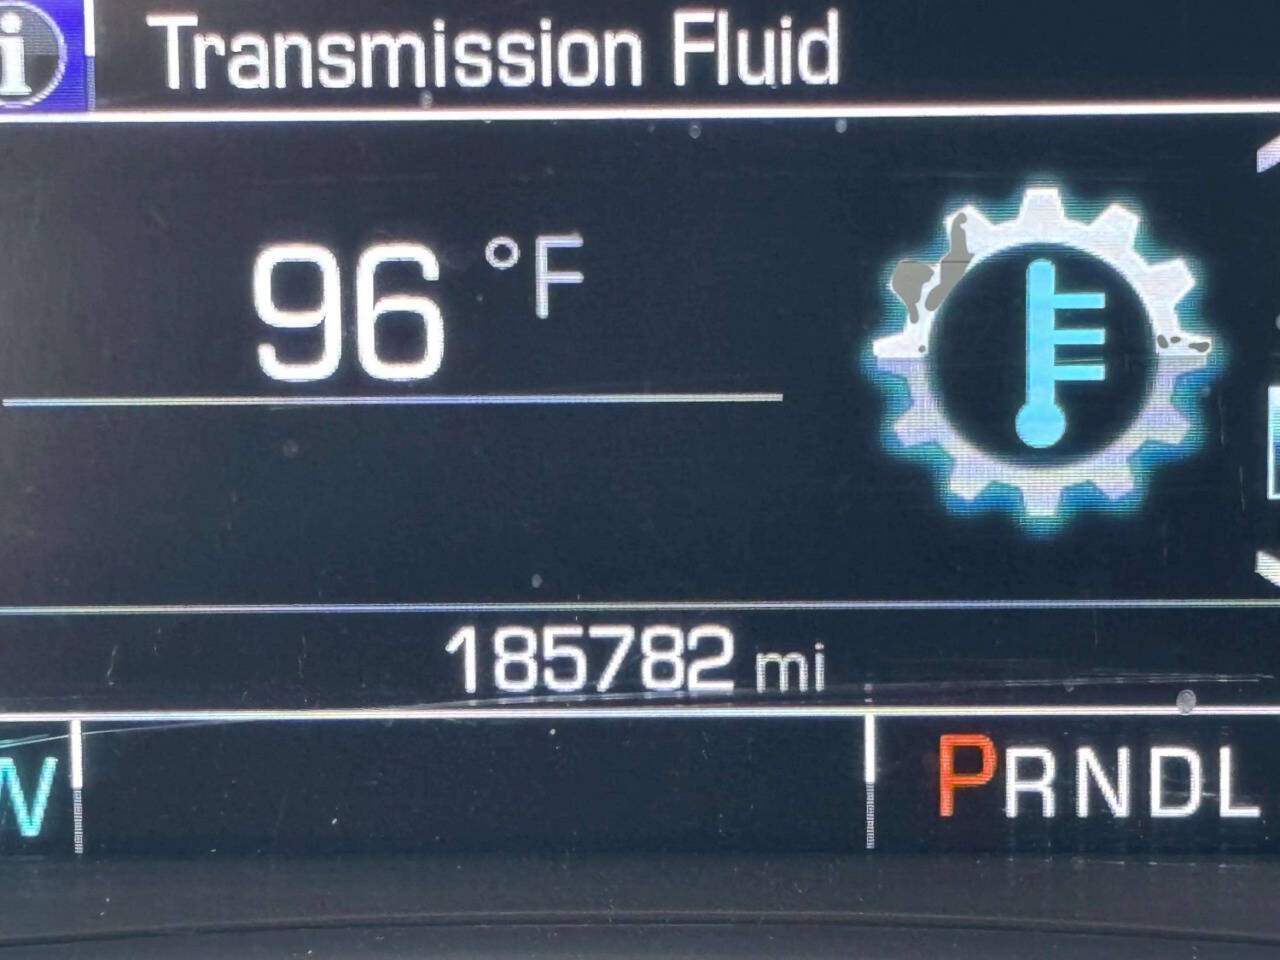 i Transmission Fluid
96 °F
185782 mi
W PRNDL